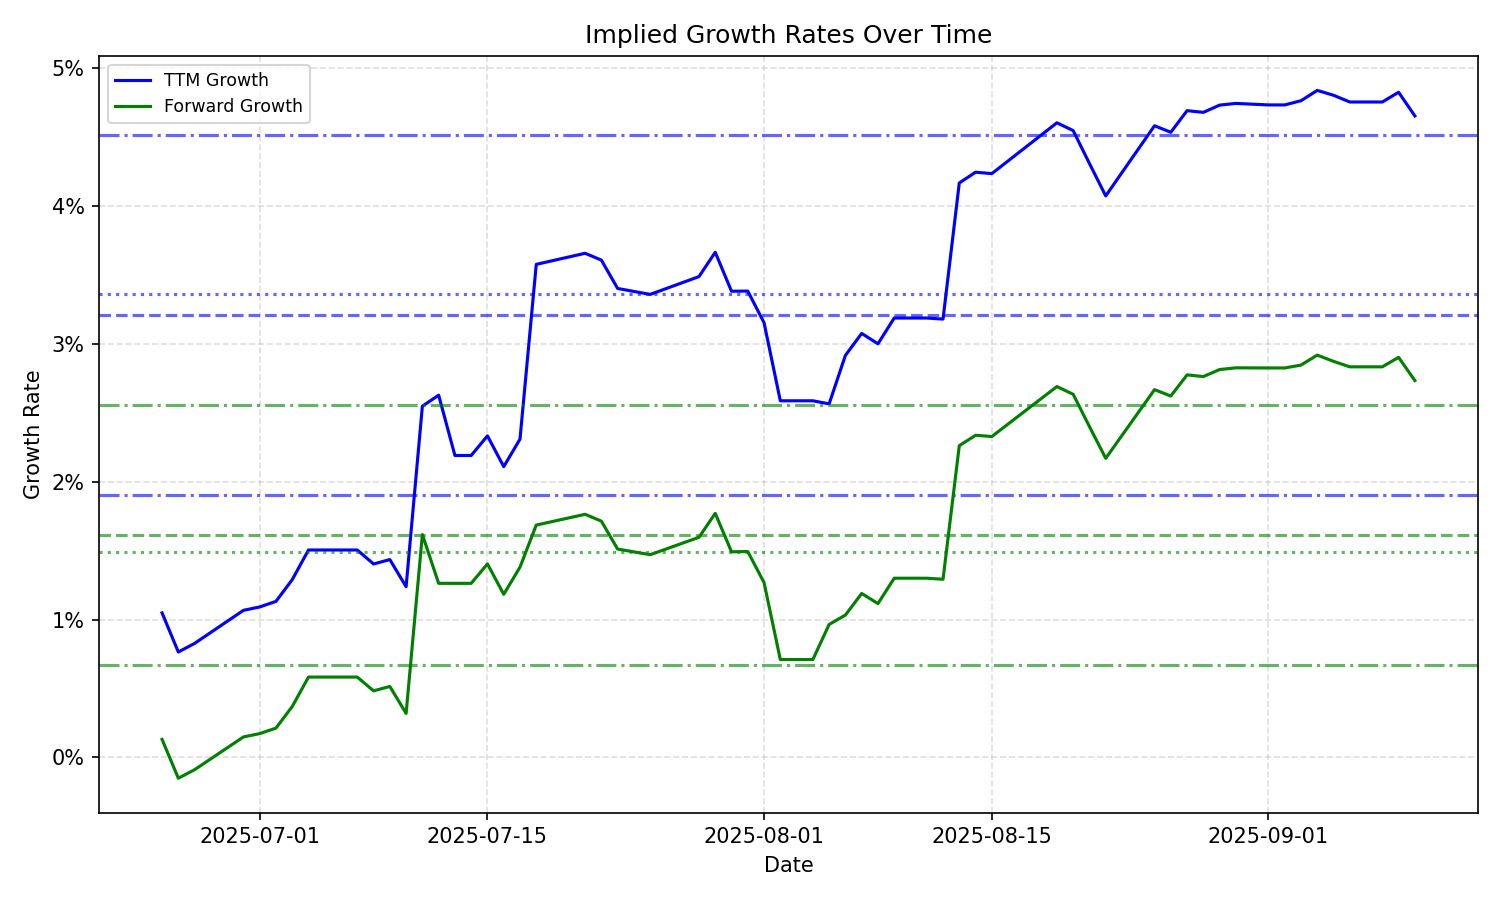 Implied Growth Rates Over Time
TTM Growth
Forward Growth
5%
4%
3%
2%
1%
0%
Growth Rate
2025-07-01
2025-07-15
2025-08-01
2025-08-15
2025-09-01
Date